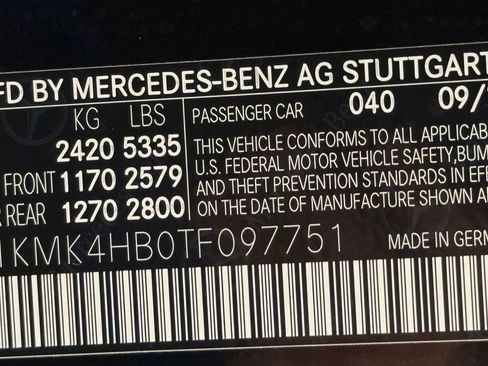 FD BY MERCEDES-BENZ AG STUTTGART
KG LBS
PASSENGER CAR 040 09/
2420 5335
FRONT 1170 2579
REAR 1270 2800
THIS VEHICLE CONFORMS TO ALL APPLICAB
U.S. FEDERAL MOTOR VEHICLE SAFETY, BUM
AND THEFT PREVENTION STANDARDS IN EFF
ON THE DATE OF MANUFACTURE SHOWN A
KMK4HB0TF097751
MADE IN GERM